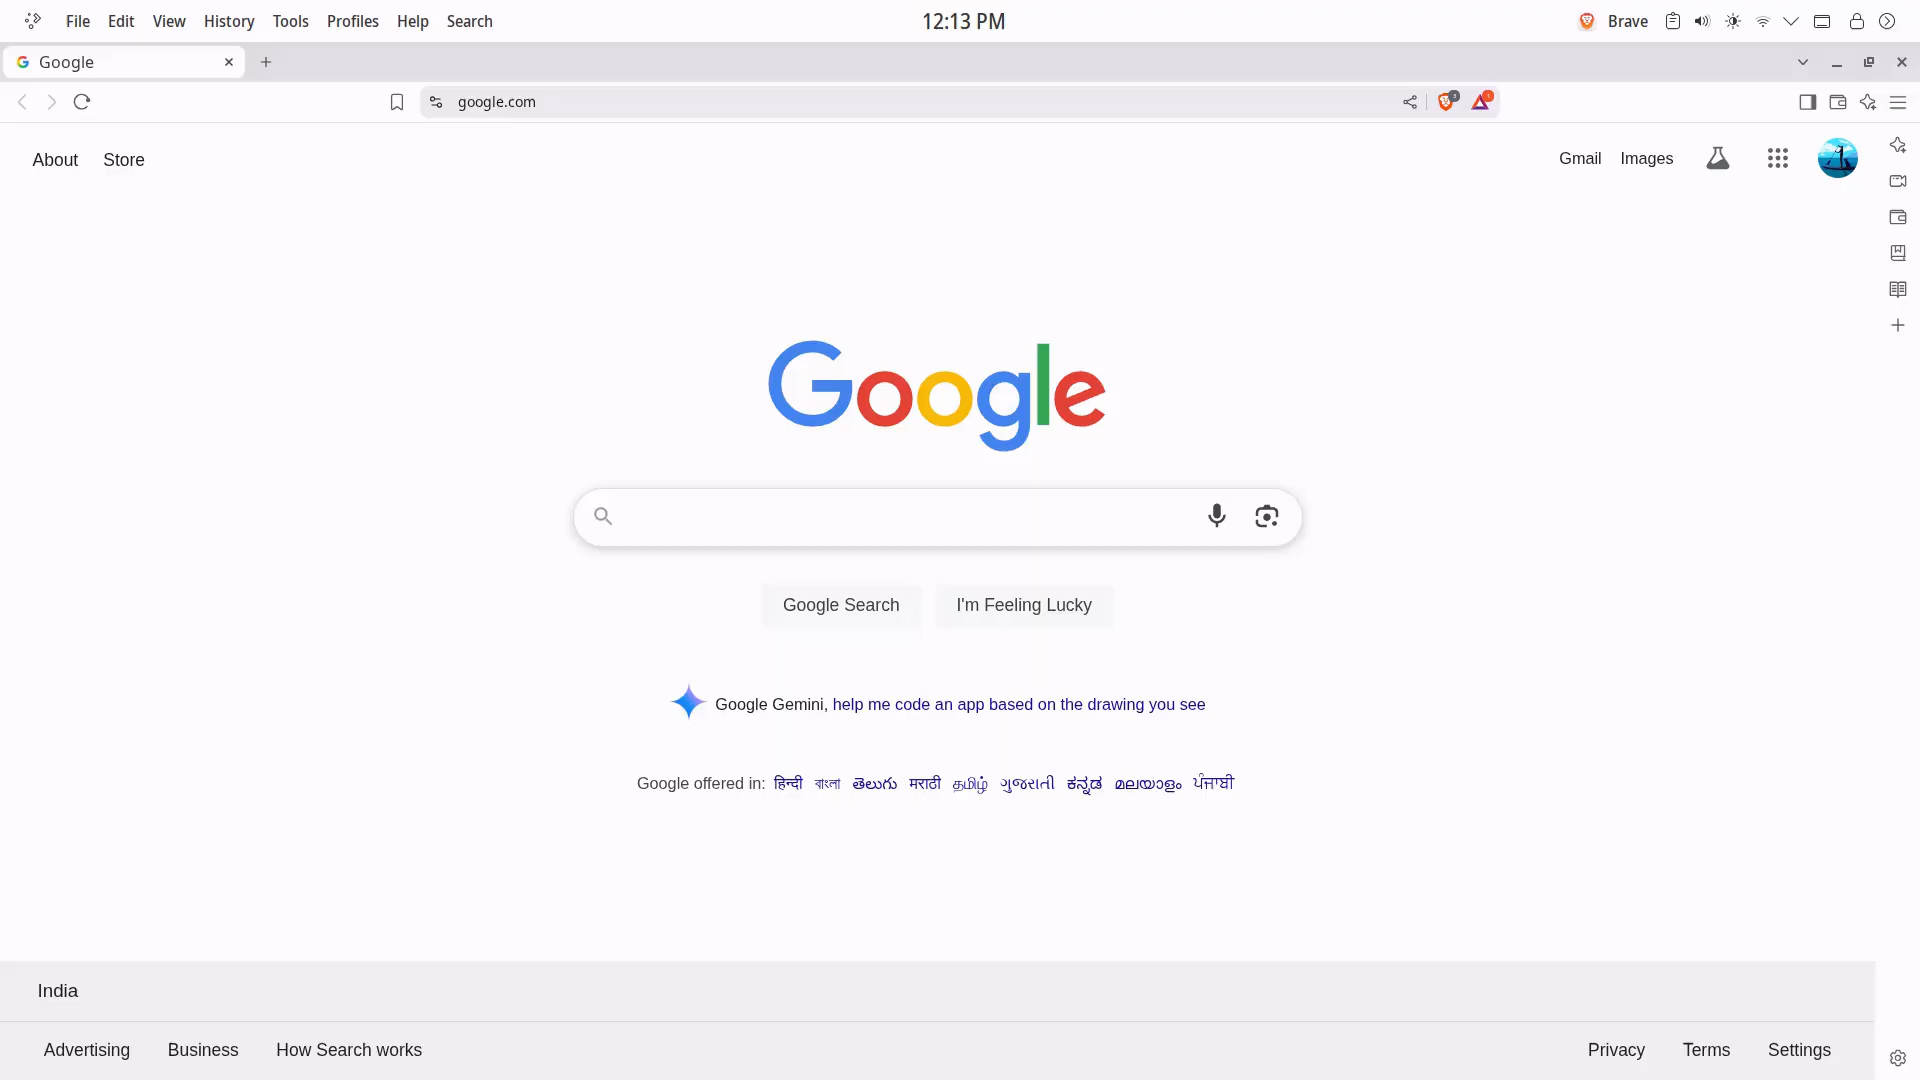 File Edit View History Tools Profiles Help Search 12:13 PM Brave
Google
google.com
About Store Gmail Images
Google
Google Search I'm Feeling Lucky
Google Gemini, help me code an app based on the drawing you see
Google offered in: हिन्दी বাংলা తెలుగు मराठी தமிழ் ગુજરાતી ಕನ್ನಡ മലയാളം ਪੰਜਾਬੀ
India
Advertising Business How Search works Privacy Terms Settings